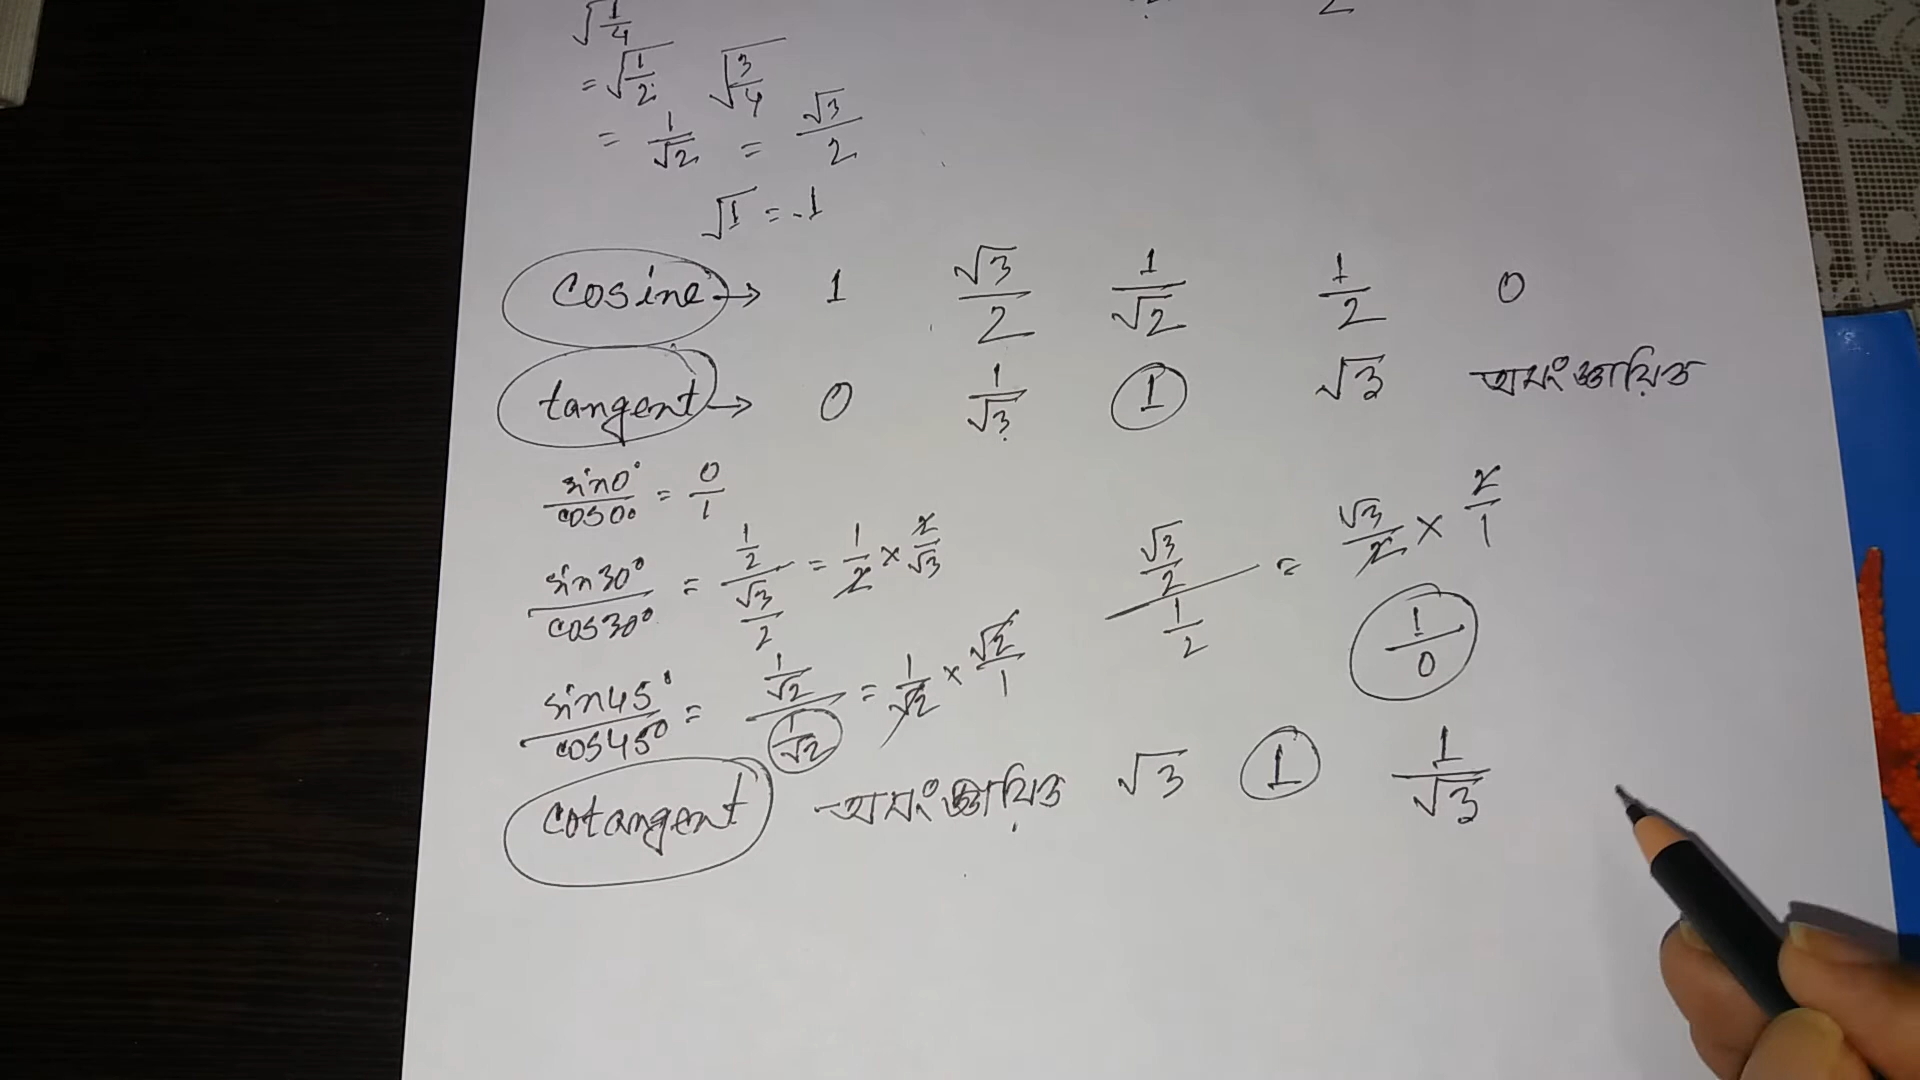 √1/4
= √1/2 √3/4
= 1/√2 = √3/2
√1 = 1
cosine → 1 √3/2 1/√2 1/2 0
tangent → 0 1/√3 1 √3 অসংজ্ঞায়িত
sin0°/cos0° = 0/1
sin30°/cos30° = 1/2/√3/2 = 1/2 × 2/√3
√3/2/1/2 = √3/2 × 2/1
1/0
sin45°/cos45° = 1/√2/1/√2 = 1/√2 × √2/1
cotangent অসংজ্ঞায়িত √3 1 1/√3